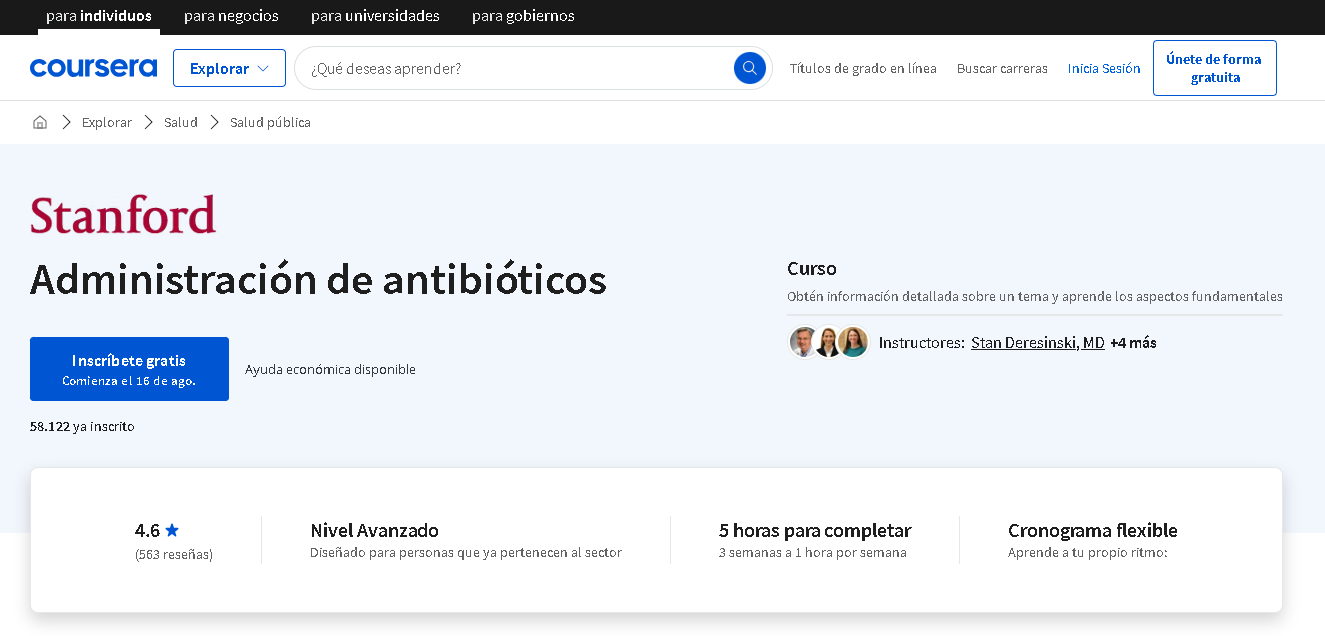 para individuos para negocios para universidades para gobiernos
coursera Explorar ¿Qué deseas aprender? Títulos de grado en línea Buscar carreras Inicia Sesión Únete de forma
gratuita
Explorar Salud Salud pública
Stanford
Administración de antibióticos
Inscríbete gratis
Comienza el 16 de ago.
Ayuda económica disponible
58.122 ya inscrito
Curso
Obtén información detallada sobre un tema y aprende los aspectos fundamentales
Instructores: Stan Deresinski, MD +4 más
4.6
(563 reseñas)
Nivel Avanzado
Diseñado para personas que ya pertenecen al sector
5 horas para completar
3 semanas a 1 hora por semana
Cronograma flexible
Aprende a tu propio ritmo: